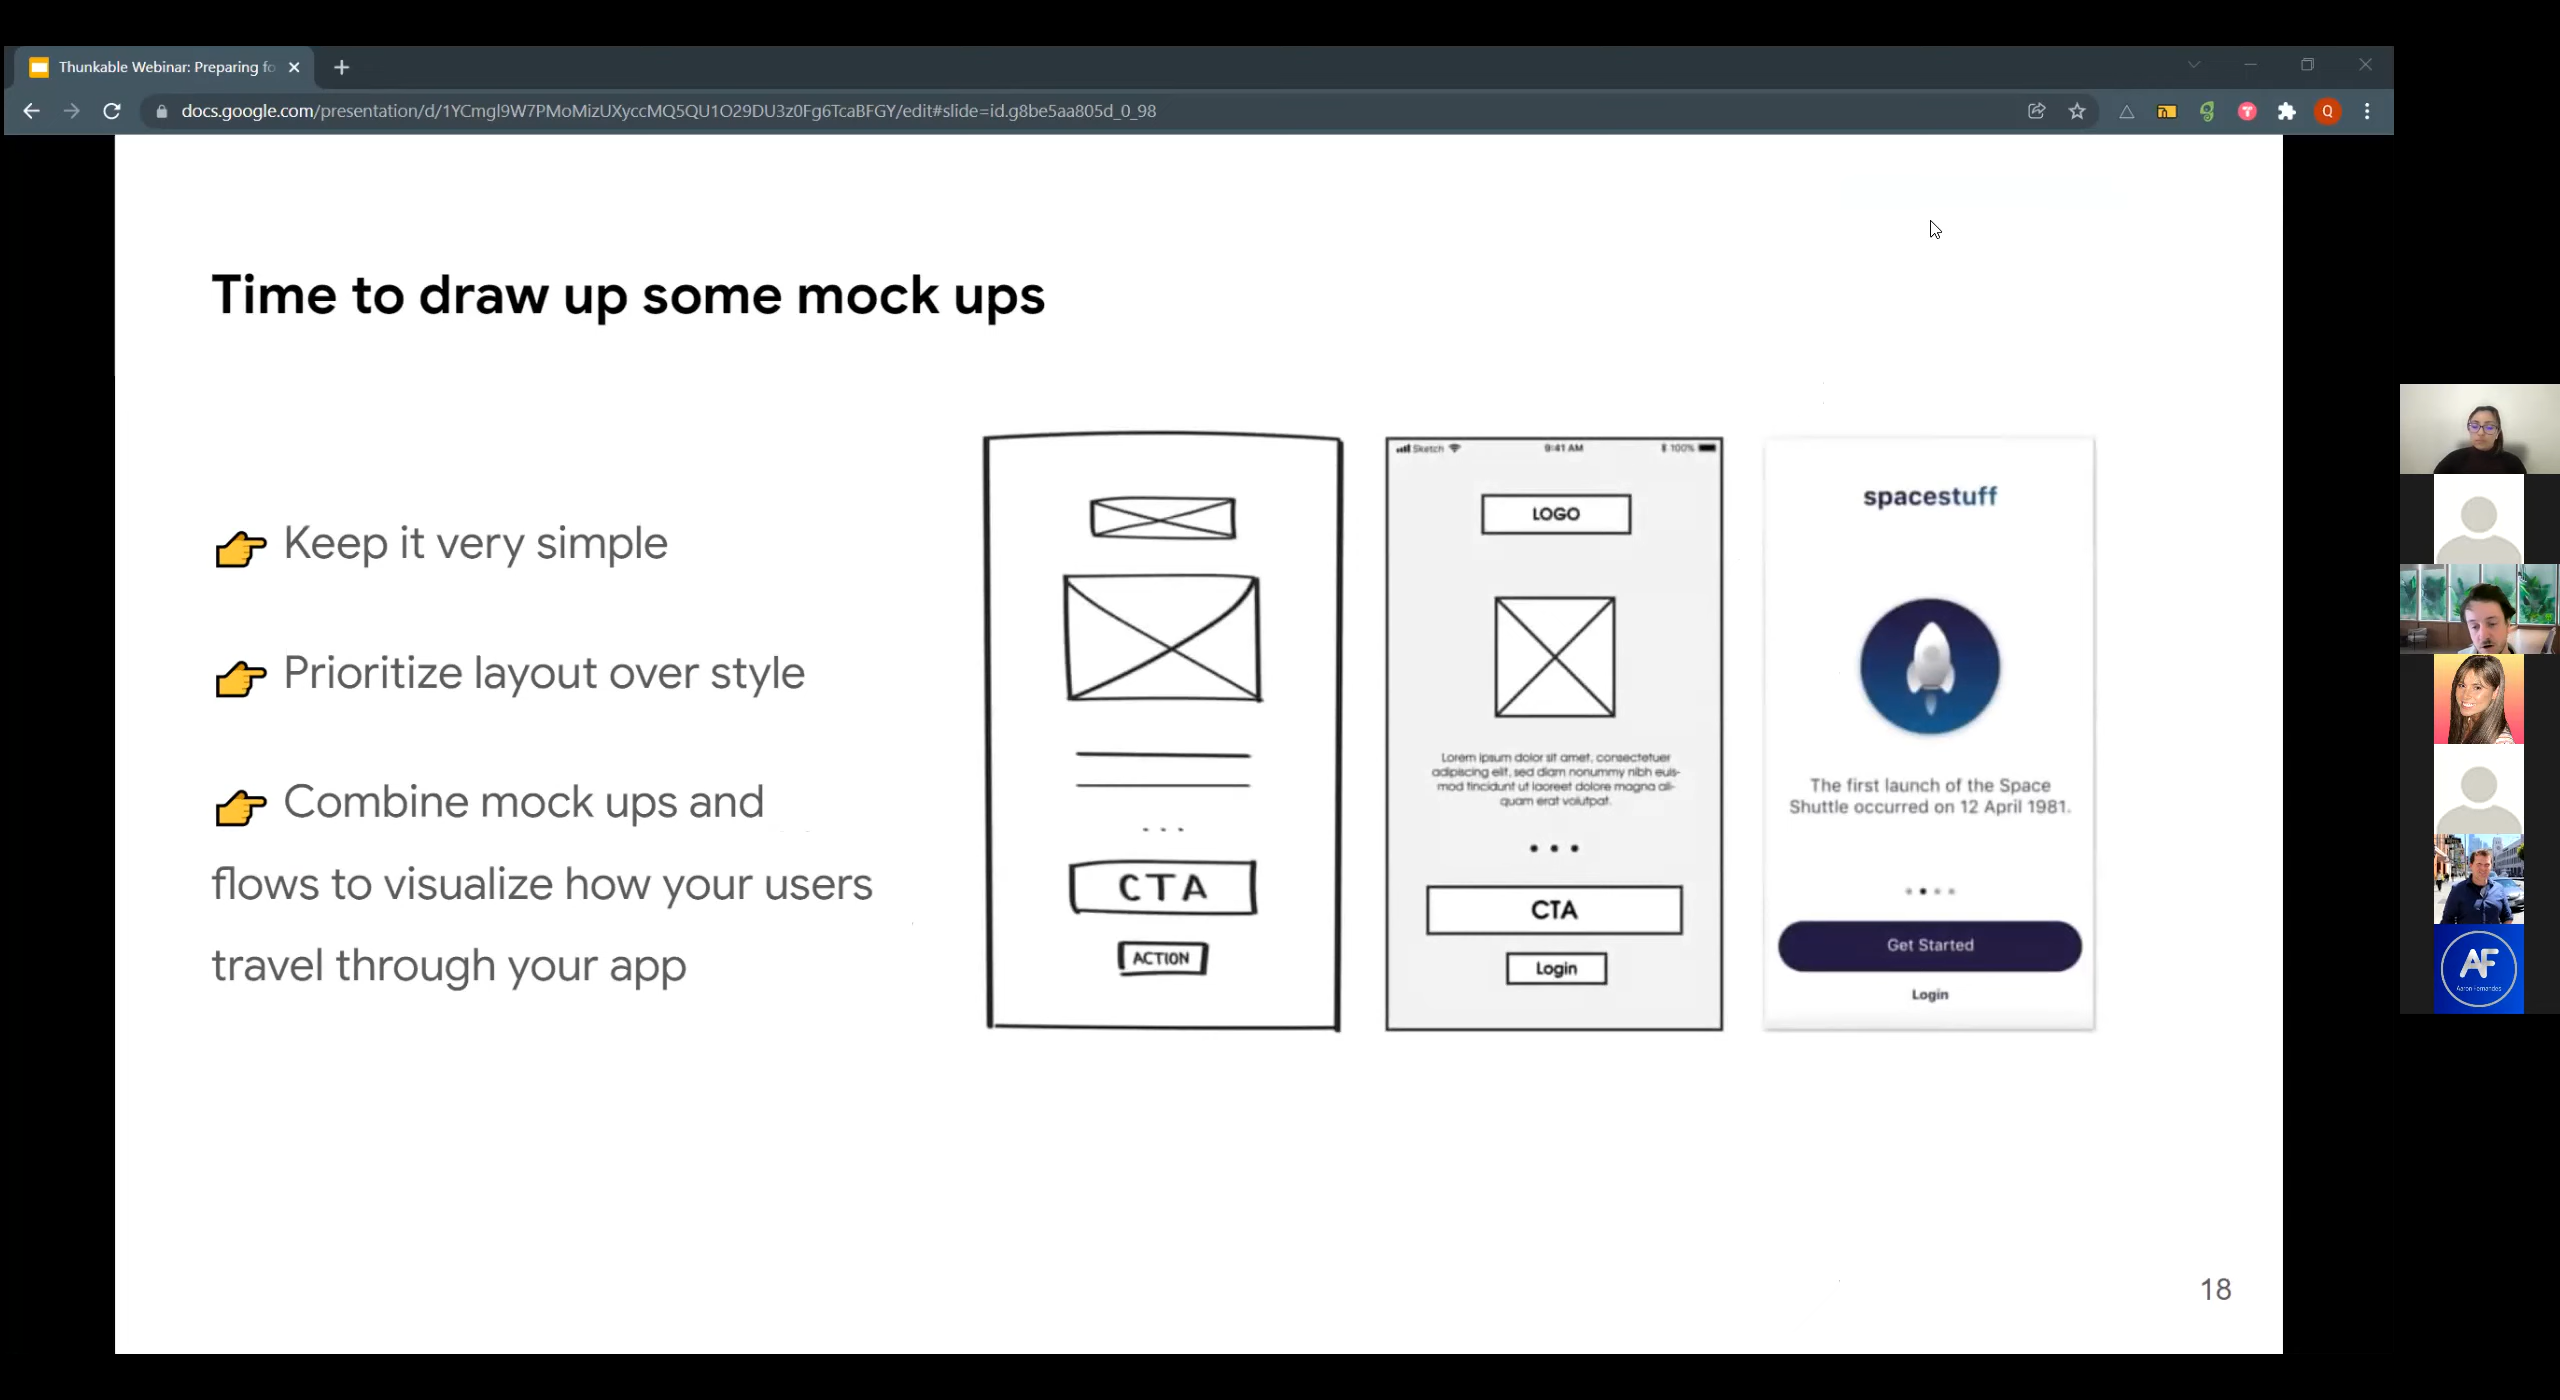 Thunkable Webinar: Preparing fo
docs.google.com/presentation/d/1YCmgl9W7PMoMizUXyccMQ5QU1O29DU3z0Fg6TcaBFGY/edit#slide=id.g8be5aa805d_0_98
Q
Time to draw up some mock ups
Keep it very simple
Prioritize layout over style
Combine mock ups and
flows to visualize how your users
travel through your app
CTA
ACTION
Sketch 9:41 AM 100%
LOGO
Lorem ipsum dolor sit amet, consectetuer
adipiscing elit, sed diam nonummy nibh euis-
mod tincidunt ut laoreet dolore magna ali-
quam erat volutpat.
CTA
Login
spacestuff
The first launch of the Space
Shuttle occurred on 12 April 1981.
Get Started
Login
18
AF
Aaron Fernandes